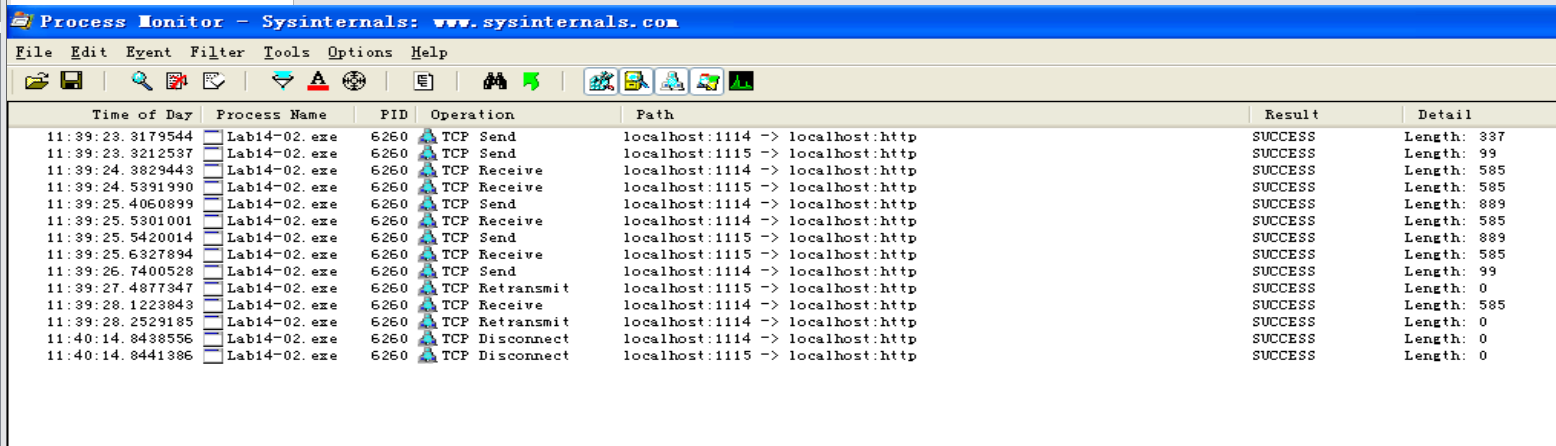 Process Monitor - Sysinternals: www.sysinternals.com
File Edit Event Filter Tools Options Help
Time of Day Process Name PID Operation Path Result Detail
11:39:23.3179544 Lab14-02.exe 6260 TCP Send localhost:1114 -> localhost:http SUCCESS Length: 337
11:39:23.3212537 Lab14-02.exe 6260 TCP Send localhost:1115 -> localhost:http SUCCESS Length: 99
11:39:24.3829443 Lab14-02.exe 6260 TCP Receive localhost:1114 -> localhost:http SUCCESS Length: 585
11:39:24.5391990 Lab14-02.exe 6260 TCP Receive localhost:1115 -> localhost:http SUCCESS Length: 585
11:39:25.4060899 Lab14-02.exe 6260 TCP Send localhost:1114 -> localhost:http SUCCESS Length: 889
11:39:25.5301001 Lab14-02.exe 6260 TCP Receive localhost:1114 -> localhost:http SUCCESS Length: 585
11:39:25.5420014 Lab14-02.exe 6260 TCP Send localhost:1115 -> localhost:http SUCCESS Length: 889
11:39:25.6327894 Lab14-02.exe 6260 TCP Receive localhost:1115 -> localhost:http SUCCESS Length: 585
11:39:26.7400528 Lab14-02.exe 6260 TCP Send localhost:1114 -> localhost:http SUCCESS Length: 99
11:39:27.4877347 Lab14-02.exe 6260 TCP Retransmit localhost:1115 -> localhost:http SUCCESS Length: 0
11:39:28.1223843 Lab14-02.exe 6260 TCP Receive localhost:1114 -> localhost:http SUCCESS Length: 585
11:39:28.2529185 Lab14-02.exe 6260 TCP Retransmit localhost:1114 -> localhost:http SUCCESS Length: 0
11:40:14.8438556 Lab14-02.exe 6260 TCP Disconnect localhost:1114 -> localhost:http SUCCESS Length: 0
11:40:14.8441386 Lab14-02.exe 6260 TCP Disconnect localhost:1115 -> localhost:http SUCCESS Length: 0